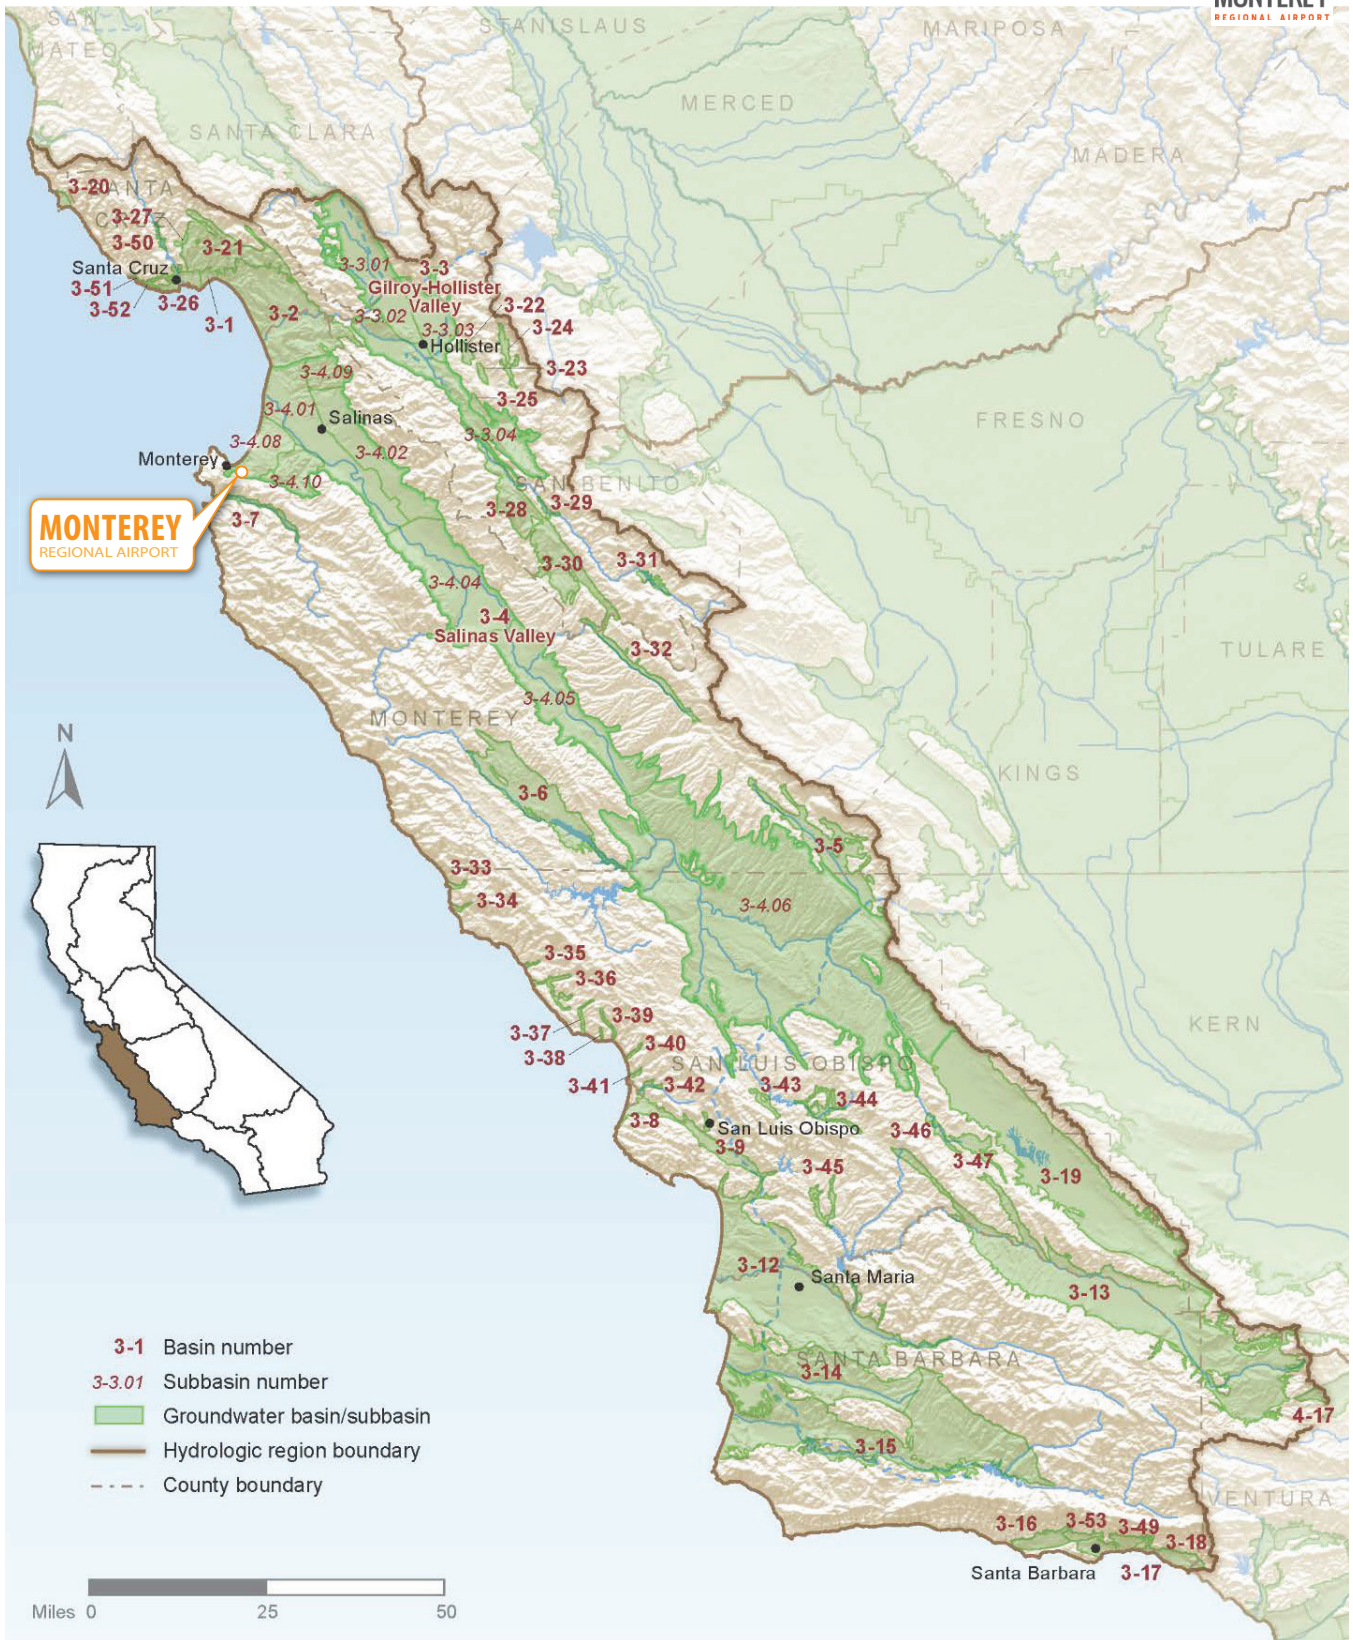 MONTEREY
REGIONAL AIRPORT
SAN
MATEO
STANISLAUS
MARIPOSA
MERCED
SANTA CLARA
MADERA
3-20
SANTA
CRUZ
3-27
3-50
3-21
Santa Cruz
3-51
3-52
3-26
3-1
3-2
3-3.01
3-3
Gilroy-Hollister
Valley
3-3.02
3-3.03
Hollister
3-22
3-24
3-23
3-25
3-4.09
3-4.01
Salinas
3-4.08
3-4.02
3-3.04
FRESNO
Monterey
3-4.10
SAN BENITO
MONTEREY
REGIONAL AIRPORT
3-7
3-28
3-29
3-30
3-31
3-4.04
3-4
Salinas Valley
3-32
TULARE
3-4.05
MONTEREY
N
KINGS
3-6
3-5
3-33
3-34
3-4.06
3-35
3-36
3-39
3-37
3-38
3-40
KERN
SAN LUIS OBISPO
3-41
3-42
3-43
3-44
3-8
San Luis Obispo
3-46
3-9
3-45
3-47
3-19
3-12
Santa Maria
3-13
SANTA BARBARA
3-14
3-15
4-17
VENTURA
3-16
3-53
3-49
3-18
Santa Barbara
3-17
3-1 Basin number
3-3.01 Subbasin number
Groundwater basin/subbasin
Hydrologic region boundary
County boundary
Miles 0 25 50